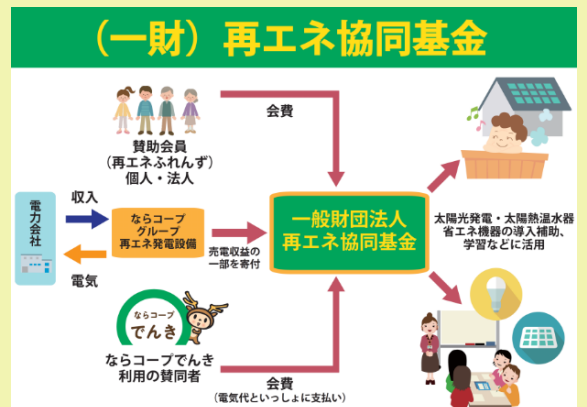 （一財）再エネ協同基金
会費
賛助会員
（再エネふれんず）
個人・法人
収入
電力会社
ならコープ
グループ
再エネ発電設備
電気
売電収益の
一部を寄付
一般財団法人
再エネ協同基金
太陽光発電・太陽熱温水器
省エネ機器の導入補助、
学習などに活用
ならコープ
でんき
ならコープでんき
利用の賛同者
会費
（電気代といっしょに支払い）